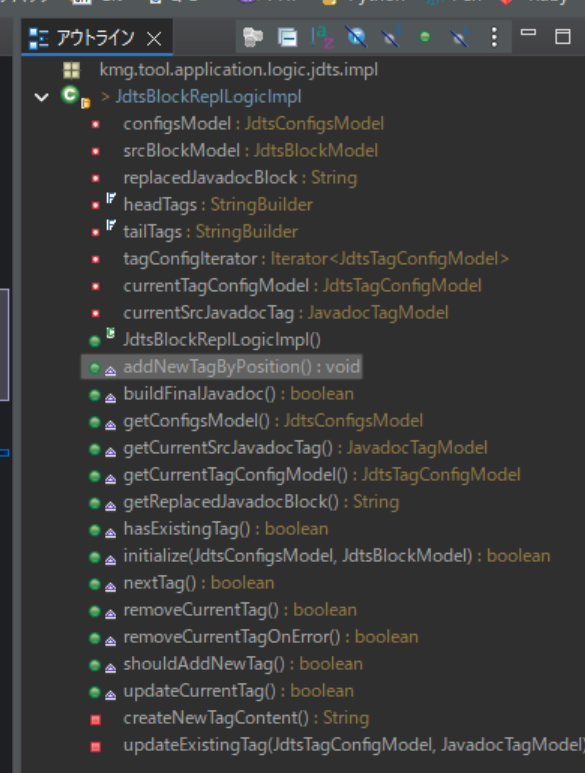 アウトライン
kmg.tool.application.logic.jdts.impl
> JdtsBlockReplLogicImpl
configsModel : JdtsConfigsModel
srcBlockModel : JdtsBlockModel
replacedJavadocBlock : String
headTags : StringBuilder
tailTags : StringBuilder
tagConfigIterator : Iterator<JdtsTagConfigModel>
currentTagConfigModel : JdtsTagConfigModel
currentSrcJavadocTag : JavadocTagModel
JdtsBlockReplLogicImpl()
addNewTagByPosition() : void
buildFinalJavadoc() : boolean
getConfigsModel() : JdtsConfigsModel
getCurrentSrcJavadocTag() : JavadocTagModel
getCurrentTagConfigModel() : JdtsTagConfigModel
getReplacedJavadocBlock() : String
hasExistingTag() : boolean
initialize(JdtsConfigsModel, JdtsBlockModel) : boolean
nextTag() : boolean
removeCurrentTag() : boolean
removeCurrentTagOnError() : boolean
shouldAddNewTag() : boolean
updateCurrentTag() : boolean
createNewTagContent() : String
updateExistingTag(JdtsTagConfigModel, JavadocTagModel)